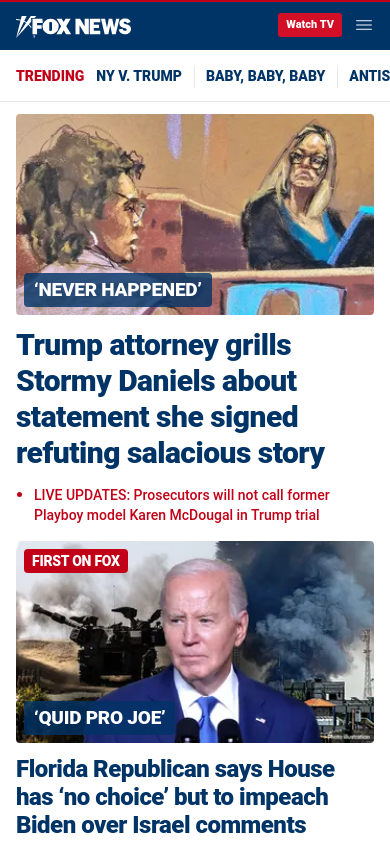 FOX NEWS
Watch TV
TRENDING NY V. TRUMP BABY, BABY, BABY ANTIS
‘NEVER HAPPENED’
Trump attorney grills
Stormy Daniels about
statement she signed
refuting salacious story
• LIVE UPDATES: Prosecutors will not call former
Playboy model Karen McDougal in Trump trial
FIRST ON FOX
‘QUID PRO JOE’
Photo Illustration
Florida Republican says House
has ‘no choice’ but to impeach
Biden over Israel comments